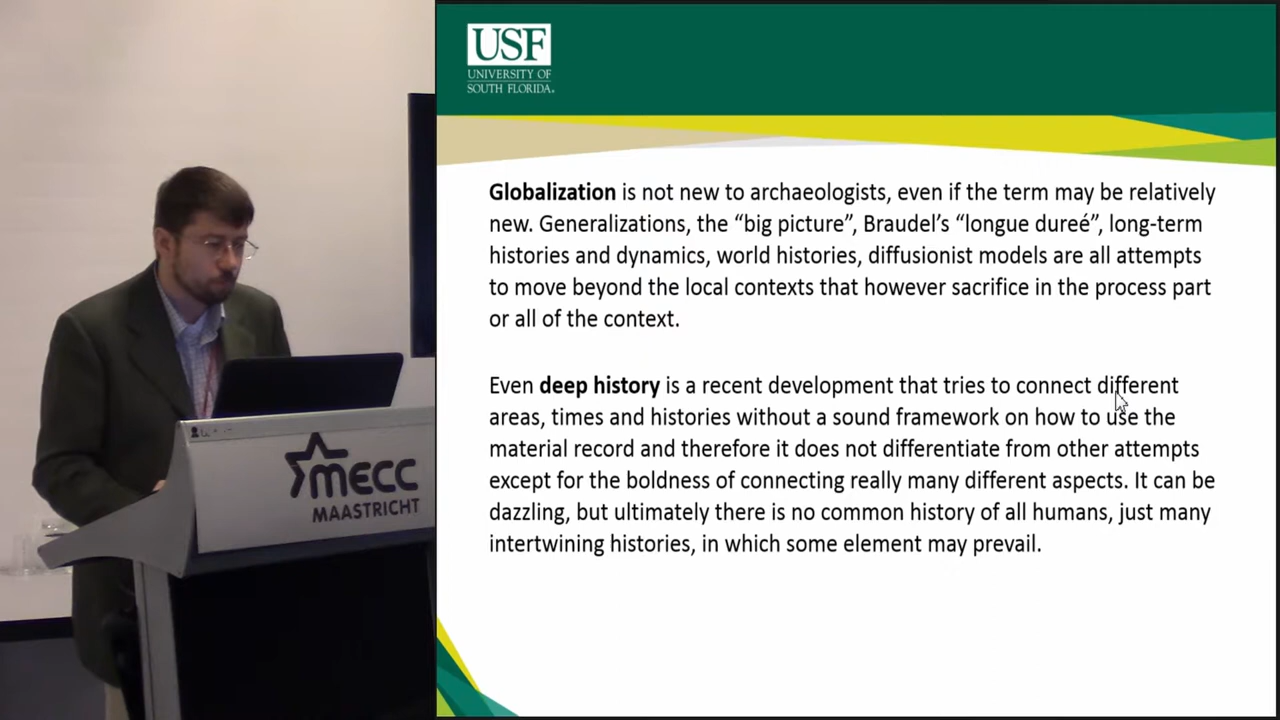 USF
UNIVERSITY OF
SOUTH FLORIDA.
Globalization is not new to archaeologists, even if the term may be relatively
new. Generalizations, the “big picture”, Braudel’s “longue dureé”, long-term
histories and dynamics, world histories, diffusionist models are all attempts
to move beyond the local contexts that however sacrifice in the process part
or all of the context.
Even deep history is a recent development that tries to connect different
areas, times and histories without a sound framework on how to use the
material record and therefore it does not differentiate from other attempts
except for the boldness of connecting really many different aspects. It can be
dazzling, but ultimately there is no common history of all humans, just many
intertwining histories, in which some element may prevail.
mecc
MAASTRICHT